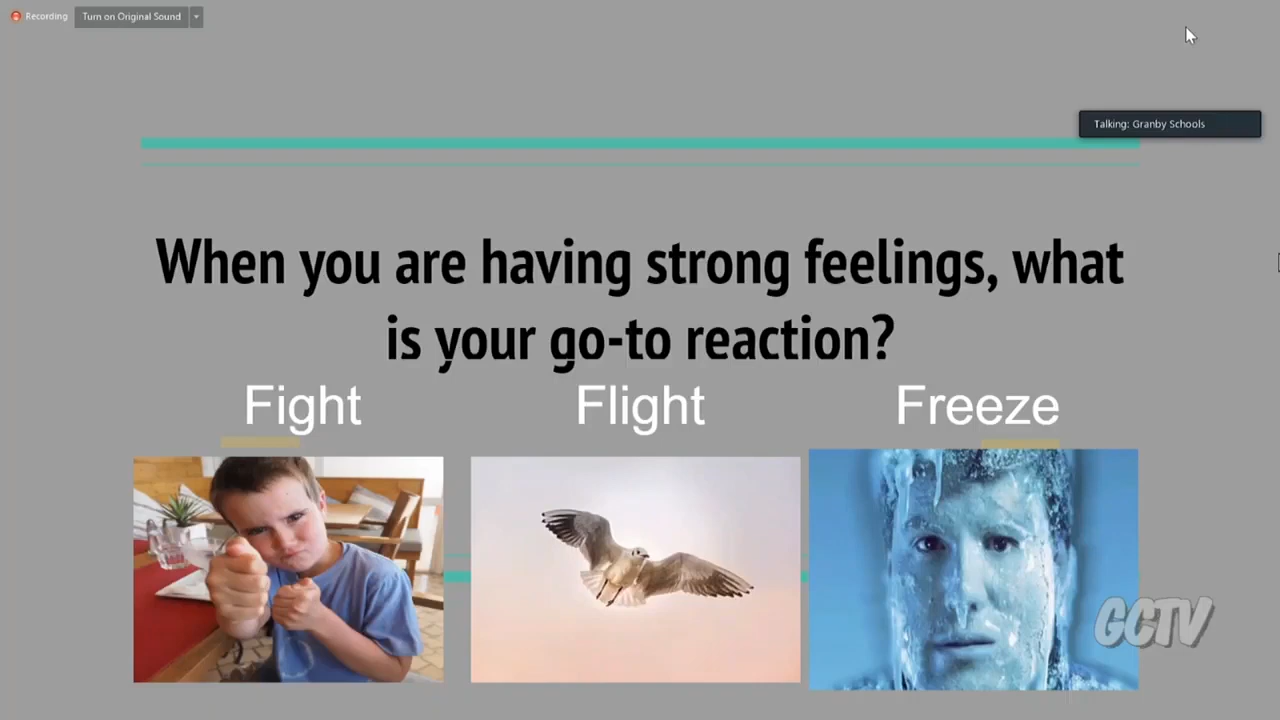 Recording
Turn on Original Sound
Talking: Granby Schools
When you are having strong feelings, what
is your go-to reaction?
Fight
Flight
Freeze
GCTV